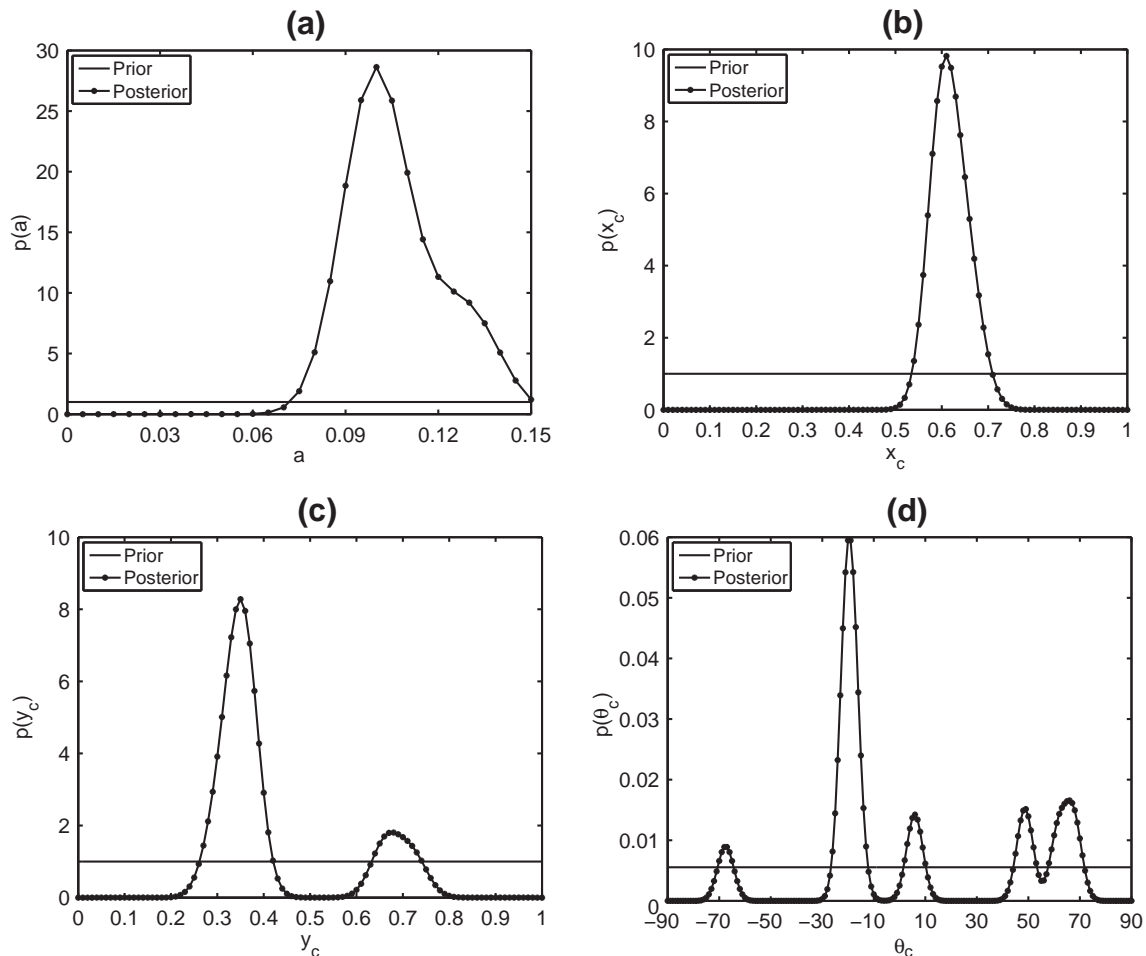 (a)
30
25
20
15
10
5
0
p(a)
Prior
Posterior
0 0.03 0.06 0.09 0.12 0.15
a
(b)
10
8
6
4
2
0
p(x_c)
Prior
Posterior
0 0.1 0.2 0.3 0.4 0.5 0.6 0.7 0.8 0.9 1
x_c
(c)
10
8
6
4
2
0
p(y_c)
Prior
Posterior
0 0.1 0.2 0.3 0.4 0.5 0.6 0.7 0.8 0.9 1
y_c
(d)
0.06
0.05
0.04
0.03
0.02
0.01
0
p(θ_c)
Prior
Posterior
−90 −70 −50 −30 −10 10 30 50 70 90
θ_c